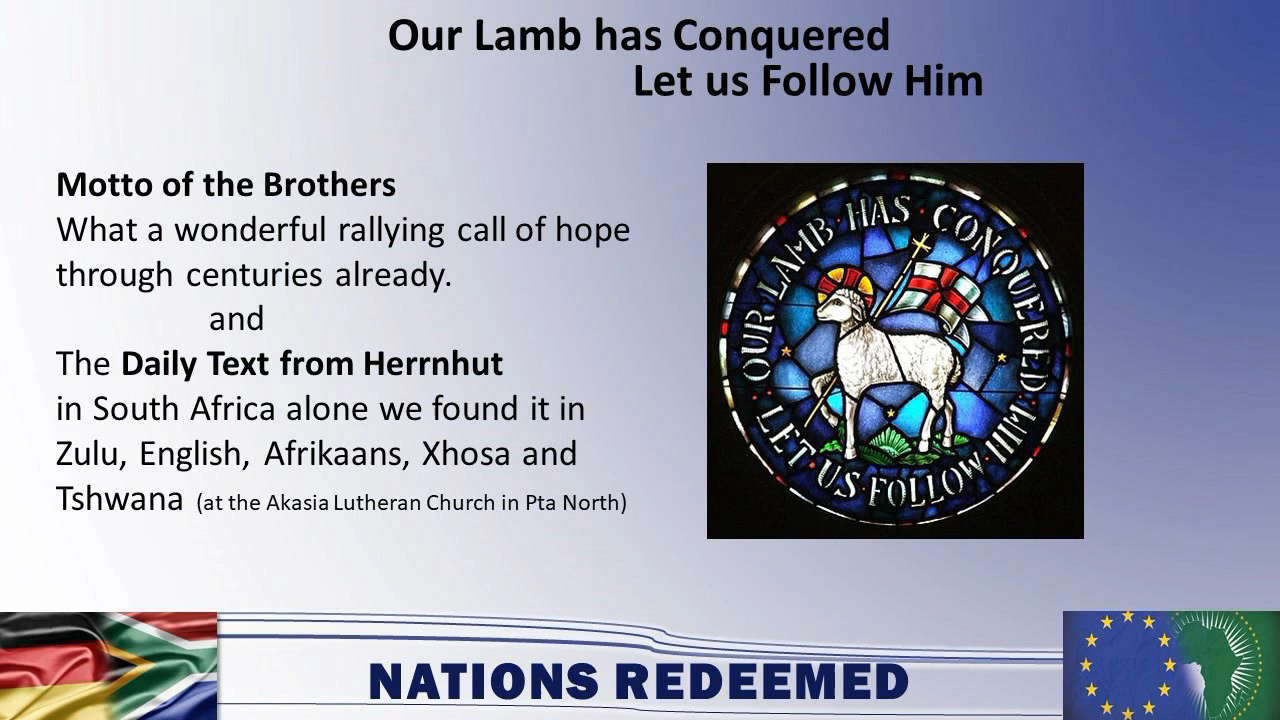 Our Lamb has Conquered
Let us Follow Him
Motto of the Brothers
What a wonderful rallying call of hope
through centuries already.
and
The Daily Text from Herrnhut
in South Africa alone we found it in
Zulu, English, Afrikaans, Xhosa and
Tshwana (at the Akasia Lutheran Church in Pta North)
OUR · LAMB · HAS · CONQUERED
LET · US · FOLLOW · HIM
NATIONS REDEEMED